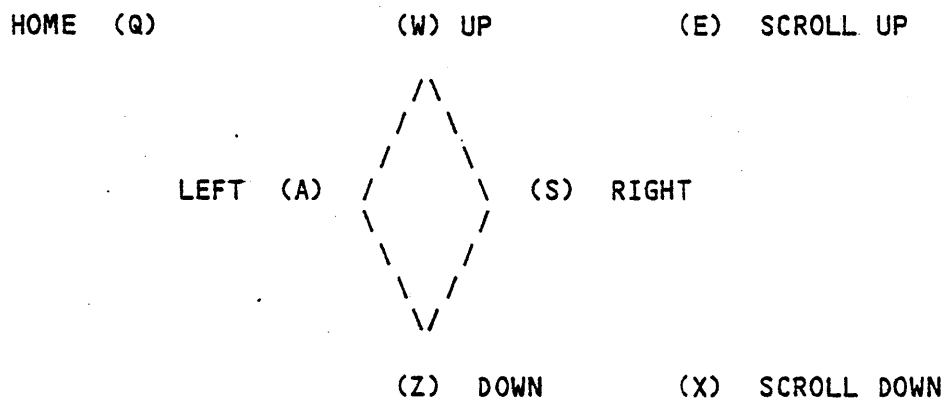 HOME (Q) (W) UP (E) SCROLL UP
LEFT (A) (S) RIGHT
(Z) DOWN (X) SCROLL DOWN